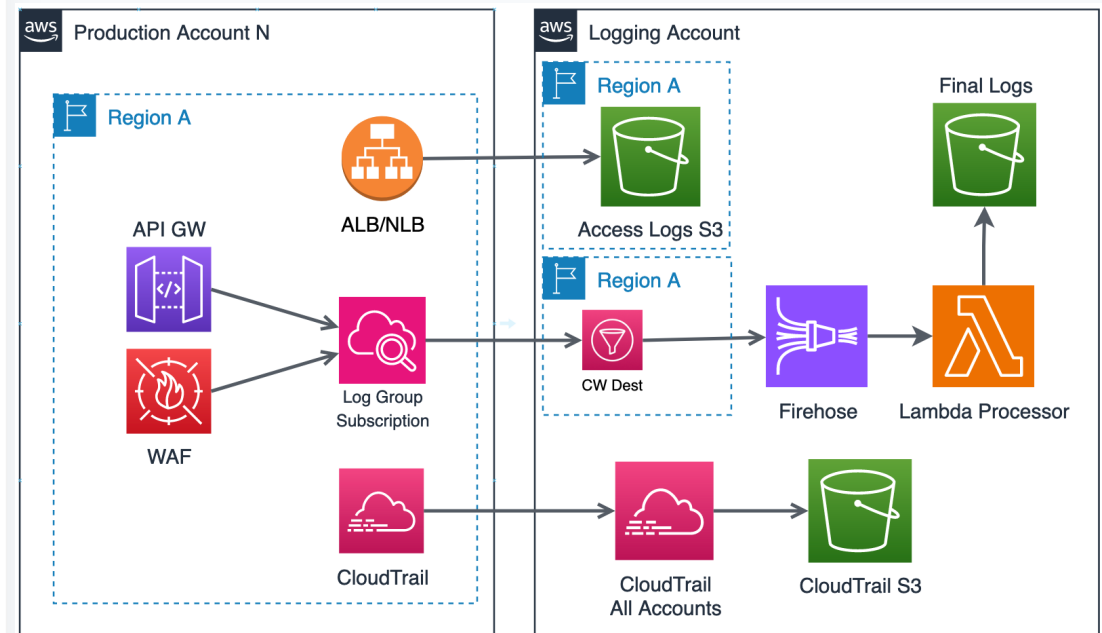 aws
Production Account N
Region A
ALB/NLB
API GW
Log Group
Subscription
WAF
CloudTrail
aws
Logging Account
Region A
Access Logs S3
Final Logs
Region A
CW Dest
Firehose
Lambda Processor
CloudTrail
All Accounts
CloudTrail S3